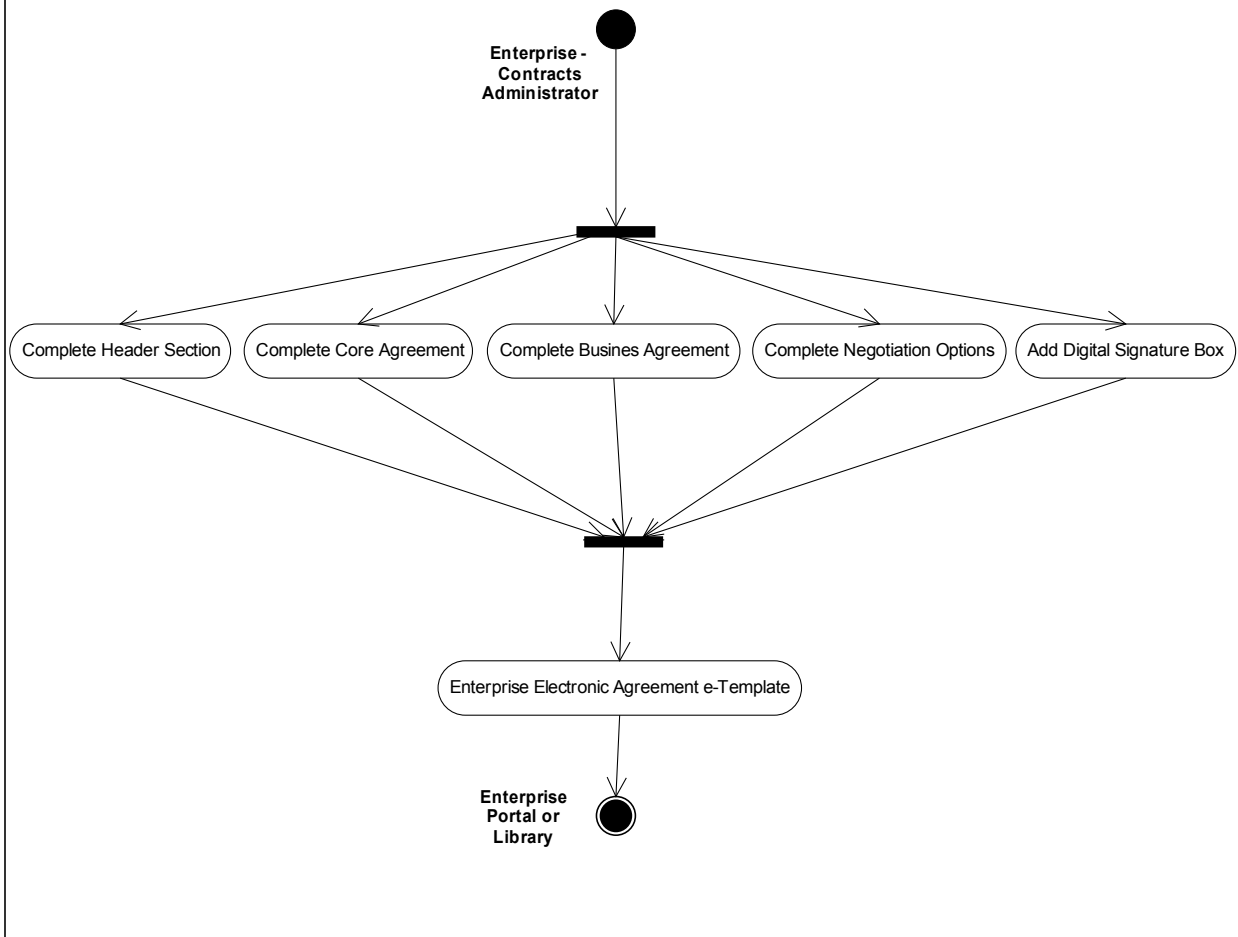 Enterprise -
Contracts
Administrator
Complete Header Section
Complete Core Agreement
Complete Busines Agreement
Complete Negotiation Options
Add Digital Signature Box
Enterprise Electronic Agreement e-Template
Enterprise
Portal or
Library